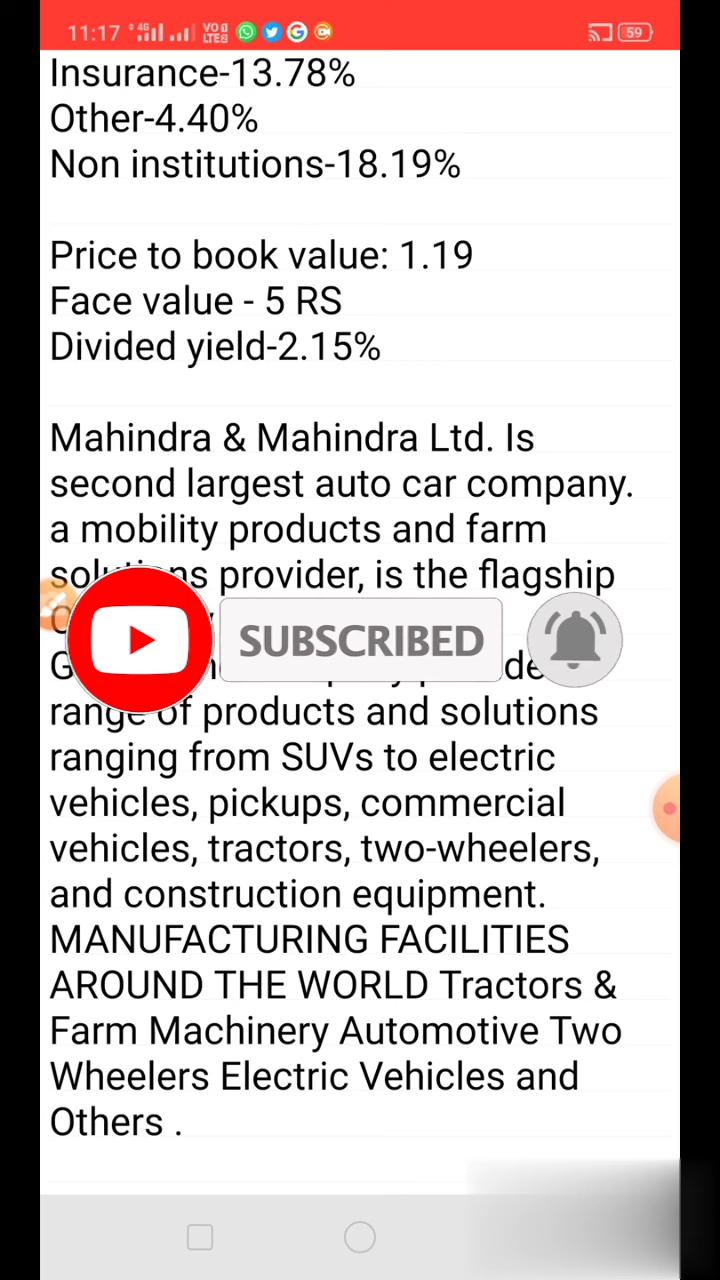 11:17 4G VO LTE 59
Insurance-13.78%
Other-4.40%
Non institutions-18.19%
Price to book value: 1.19
Face value - 5 RS
Divided yield-2.15%
Mahindra & Mahindra Ltd. Is
second largest auto car company.
a mobility products and farm
provider, is the flagship
SUBSCRIBED
range of products and solutions
ranging from SUVs to electric
vehicles, pickups, commercial
vehicles, tractors, two-wheelers,
and construction equipment.
MANUFACTURING FACILITIES
AROUND THE WORLD Tractors &
Farm Machinery Automotive Two
Wheelers Electric Vehicles and
Others .